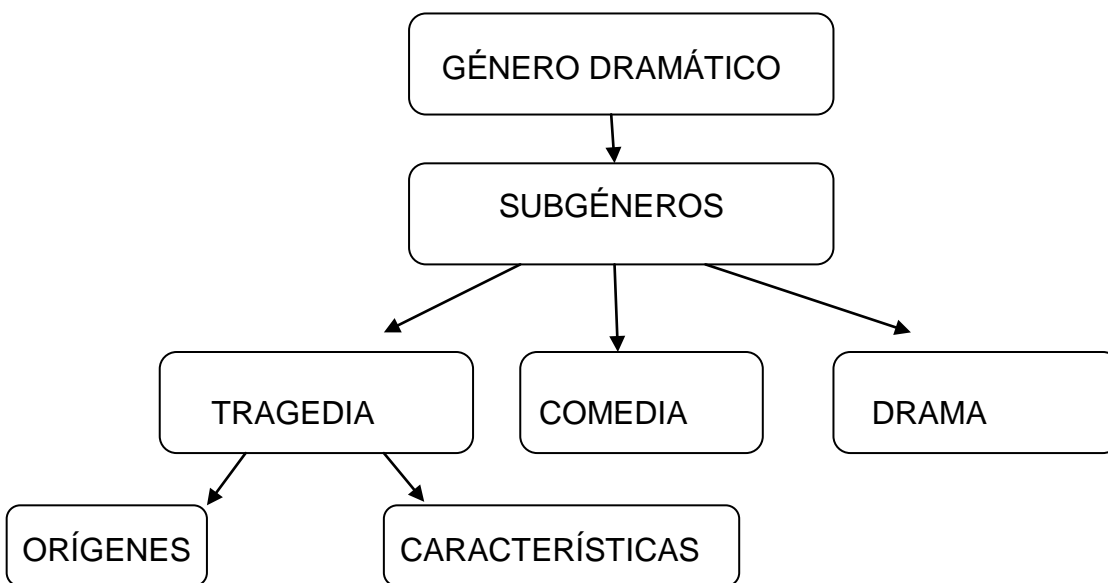 GÉNERO DRAMÁTICO
SUBGÉNEROS
TRAGEDIA
COMEDIA
DRAMA
ORÍGENES
CARACTERÍSTICAS